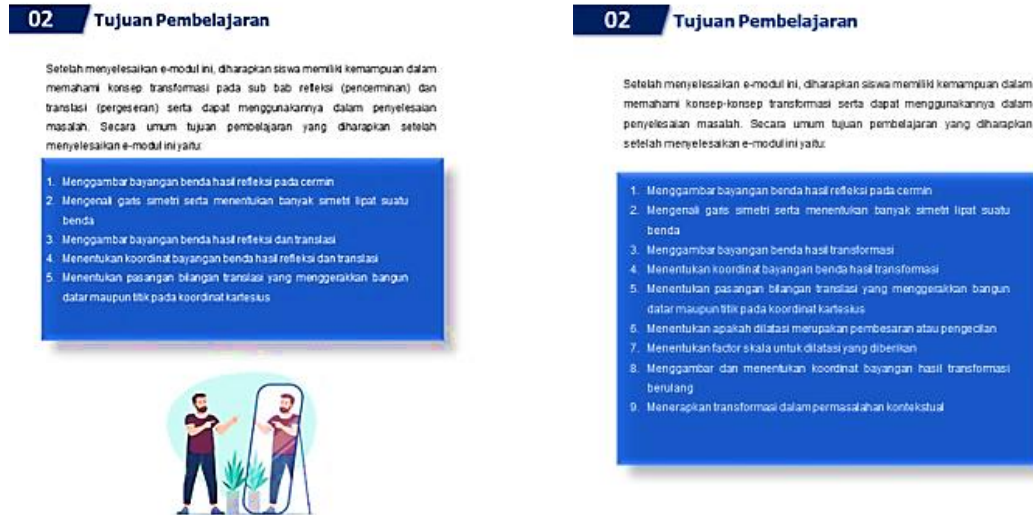 02 Tujuan Pembelajaran
Setelah menyelesaikan e-modul ini, diharapkan siswa memiliki kemampuan dalam
memahami konsep transformasi pada sub bab refleksi (pencerminan) dan
translasi (pergeseran) serta dapat menggunakannya dalam penyelesaian
masalah. Secara umum tujuan pembelajaran yang diharapkan setelah
menyelesaikan e-modul ini yaitu:
1. Menggambar bayangan benda hasil refleksi pada cermin
2. Mengenali garis simetri serta menentukan banyak simetri lipat suatu
benda
3. Menggambar bayangan benda hasil refleksi dan translasi
4. Menentukan koordinat bayangan benda hasil refleksi dan translasi
5. Menentukan pasangan bilangan translasi yang menggerakkan bangun
datar maupun titik pada koordinat kartesius
02 Tujuan Pembelajaran
Setelah menyelesaikan e-modul ini, diharapkan siswa memiliki kemampuan dalam
memahami konsep-konsep transformasi serta dapat menggunakannya dalam
penyelesaian masalah. Secara umum tujuan pembelajaran yang diharapkan
setelah menyelesaikan e-modul ini yaitu:
1. Menggambar bayangan benda hasil refleksi pada cermin
2. Mengenali garis simetri serta menentukan banyak simetri lipat suatu
benda
3. Menggambar bayangan benda hasil transformasi
4. Menentukan koordinat bayangan benda hasil transformasi
5. Menentukan pasangan bilangan translasi yang menggerakkan bangun
datar maupun titik pada koordinat kartesius
6. Menentukan apakah dilatasi merupakan pembesaran atau pengecilan
7. Menentukan factor skala untuk dilatasi yang diberikan
8. Menggambar dan menentukan koordinat bayangan hasil transformasi
berulang
9. Menerapkan transformasi dalam permasalahan kontekstual